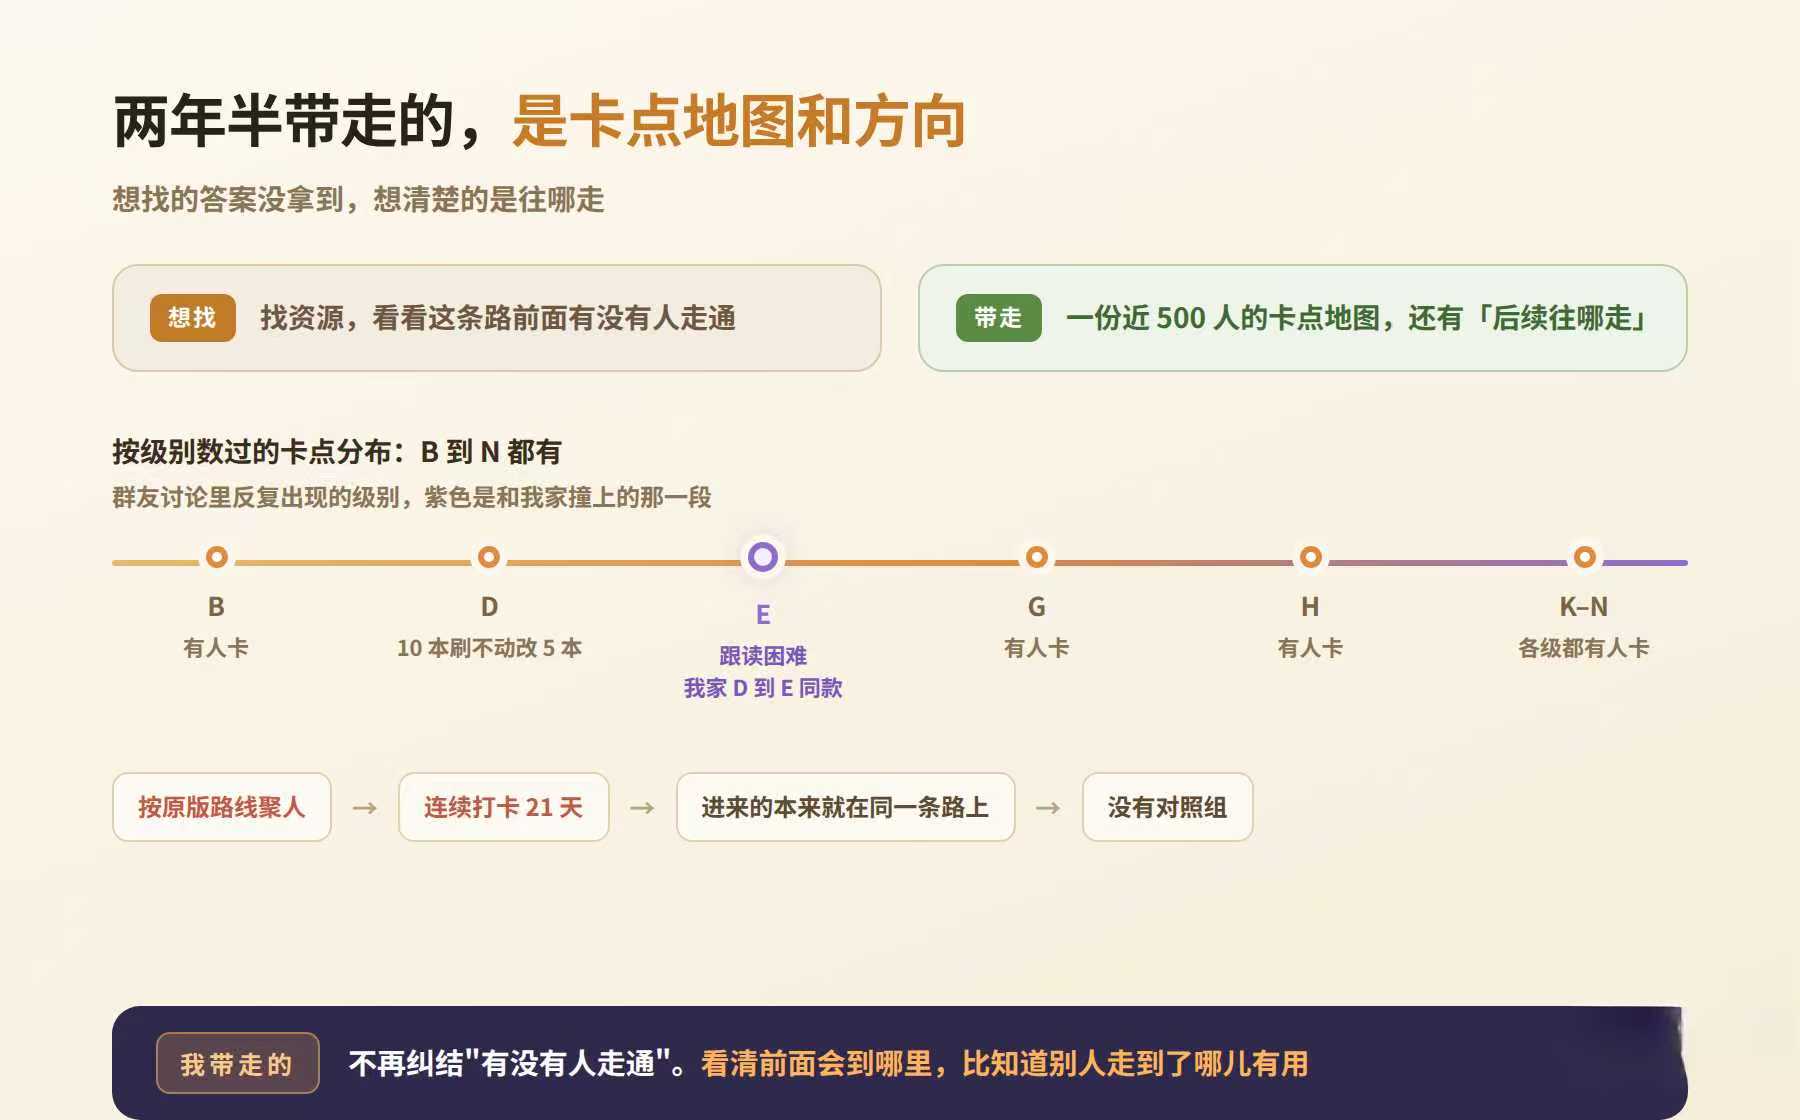 两年半带走的，是卡点地图和方向
想找的答案没拿到，想清楚的是往哪走
想找 找资源，看看这条路前面有没有人走通
带走 一份近 500 人的卡点地图，还有「后续往哪走」
按级别数过的卡点分布：B 到 N 都有
群友讨论里反复出现的级别，紫色是和我家撞上的那一段
B
有人卡
D
10 本刷不动改 5 本
E
跟读困难
我家 D 到 E 同款
G
有人卡
H
有人卡
K–N
各级都有人卡
按原版路线聚人 → 连续打卡 21 天 → 进来的本来就在同一条路上 → 没有对照组
我带走的 不再纠结"有没有人走通"。看清前面会到哪里，比知道别人走到了哪儿有用